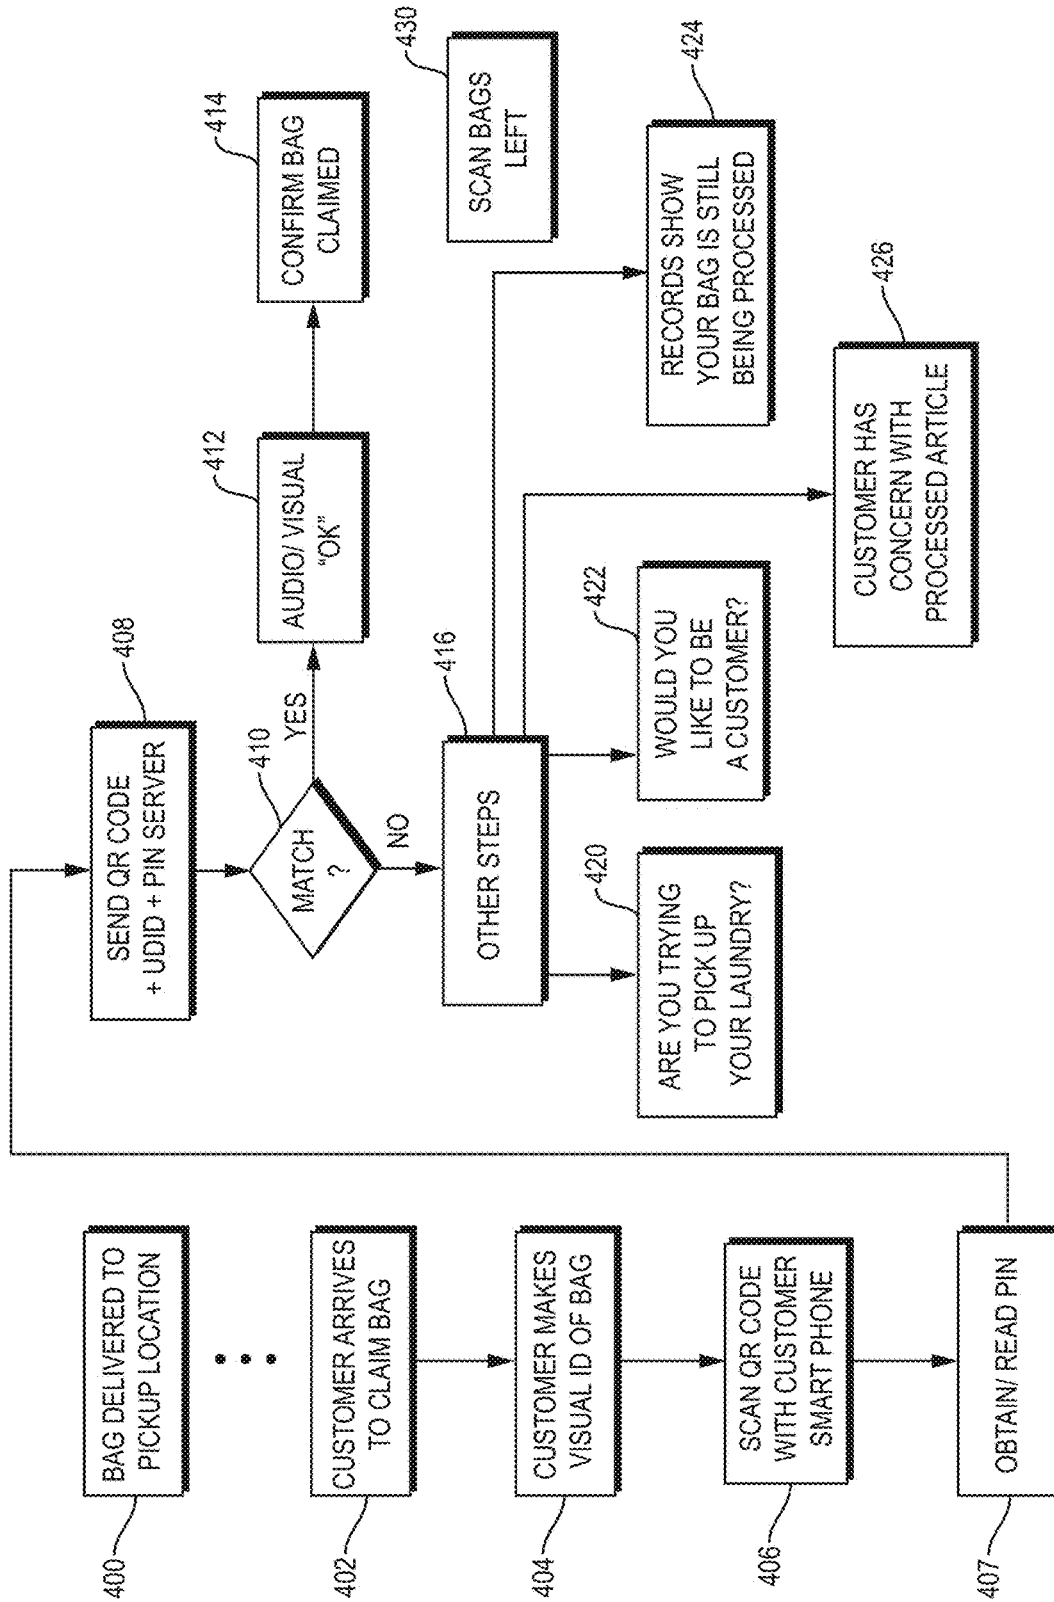 BAG DELIVERED TO
PICKUP LOCATION
400
CUSTOMER ARRIVES
TO CLAIM BAG
402
CUSTOMER MAKES
VISUAL ID OF BAG
404
SCAN QR CODE
WITH CUSTOMER
SMART PHONE
406
OBTAIN/ READ PIN
407
SEND QR CODE
+ UDID + PIN SERVER
408
MATCH
?
410
YES
NO
AUDIO/ VISUAL
“OK”
412
CONFIRM BAG
CLAIMED
414
OTHER STEPS
416
ARE YOU TRYING
TO PICK UP
YOUR LAUNDRY?
420
WOULD YOU
LIKE TO BE
A CUSTOMER?
422
RECORDS SHOW
YOUR BAG IS STILL
BEING PROCESSED
424
CUSTOMER HAS
CONCERN WITH
PROCESSED ARTICLE
426
SCAN BAGS
LEFT
430